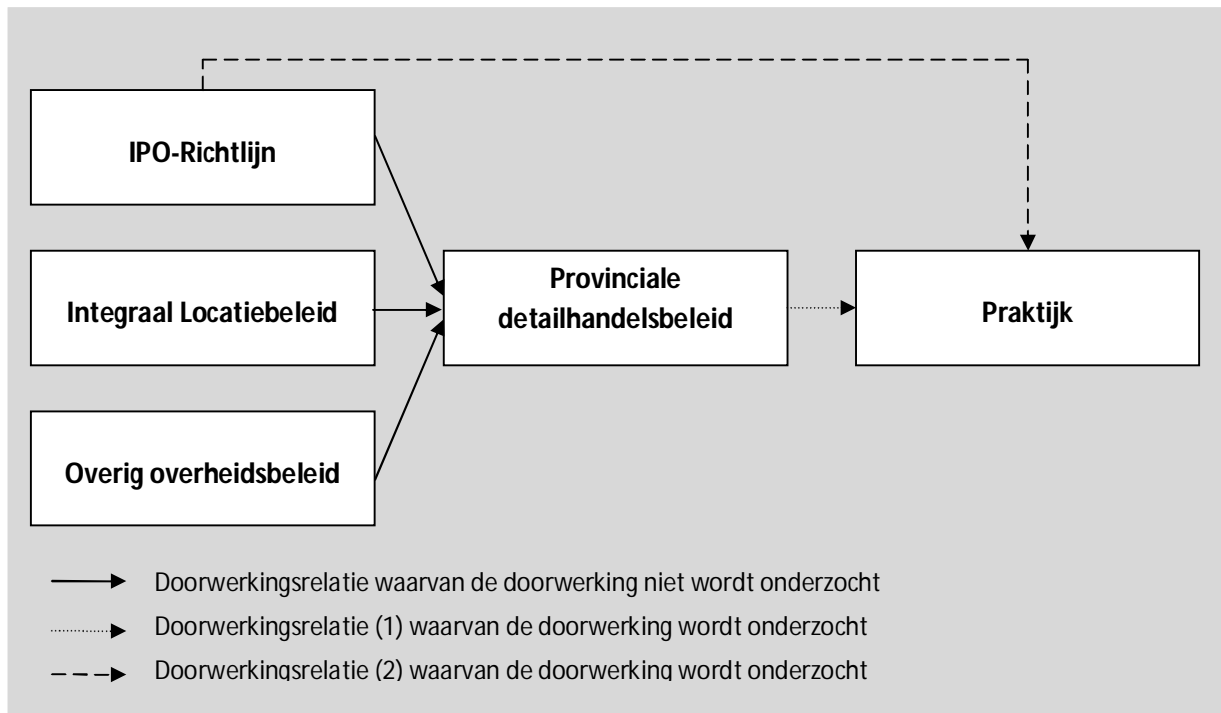 IPO-Richtlijn
Integraal Locatiebeleid
Overig overheidsbeleid
Provinciale
detailhandelsbeleid
Praktijk
Doorwerkingsrelatie waarvan de doorwerking niet wordt onderzocht
Doorwerkingsrelatie (1) waarvan de doorwerking wordt onderzocht
Doorwerkingsrelatie (2) waarvan de doorwerking wordt onderzocht